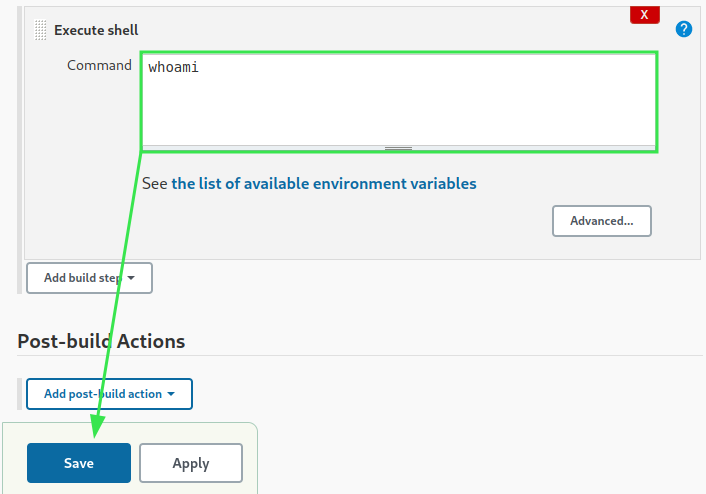 X
Execute shell
?
Command
whoami
See the list of available environment variables
Advanced...
Add build step
Post-build Actions
Add post-build action
Save
Apply